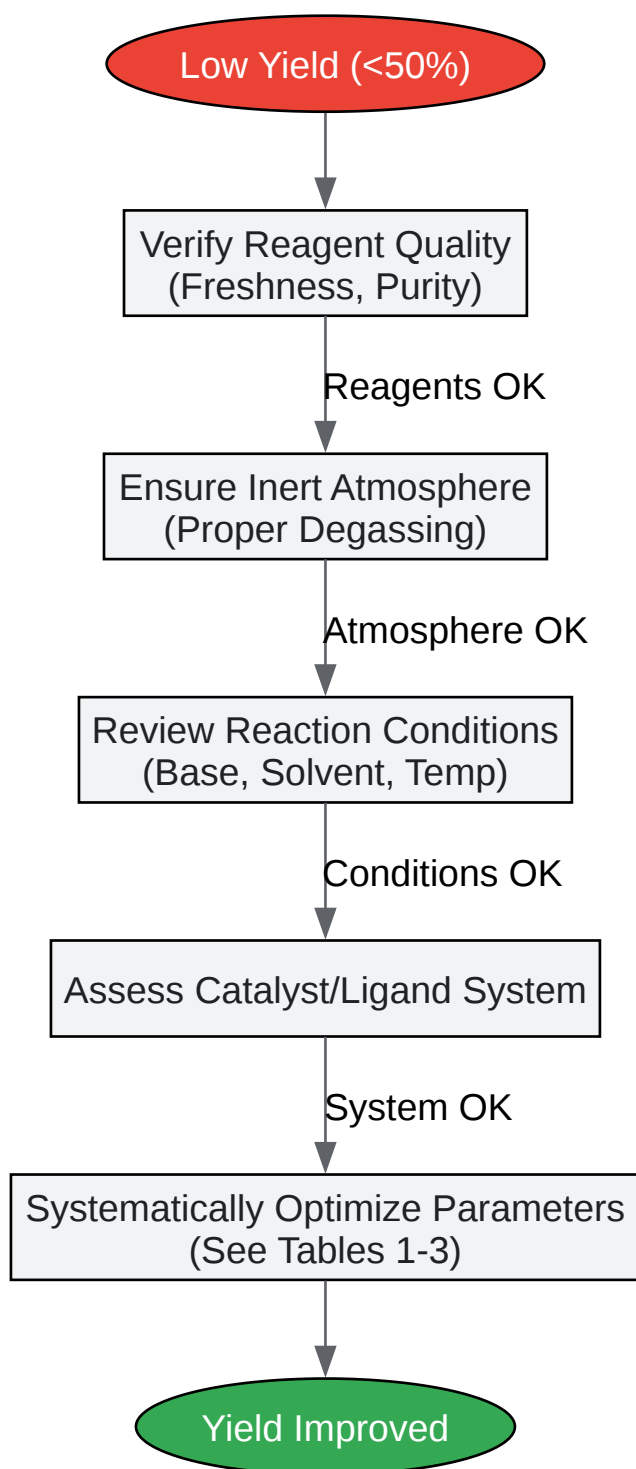 Low Yield (<50%)
Verify Reagent Quality
(Freshness, Purity)
Reagents OK
Ensure Inert Atmosphere
(Proper Degassing)
Atmosphere OK
Review Reaction Conditions
(Base, Solvent, Temp)
Conditions OK
Assess Catalyst/Ligand System
System OK
Systematically Optimize Parameters
(See Tables 1-3)
Yield Improved